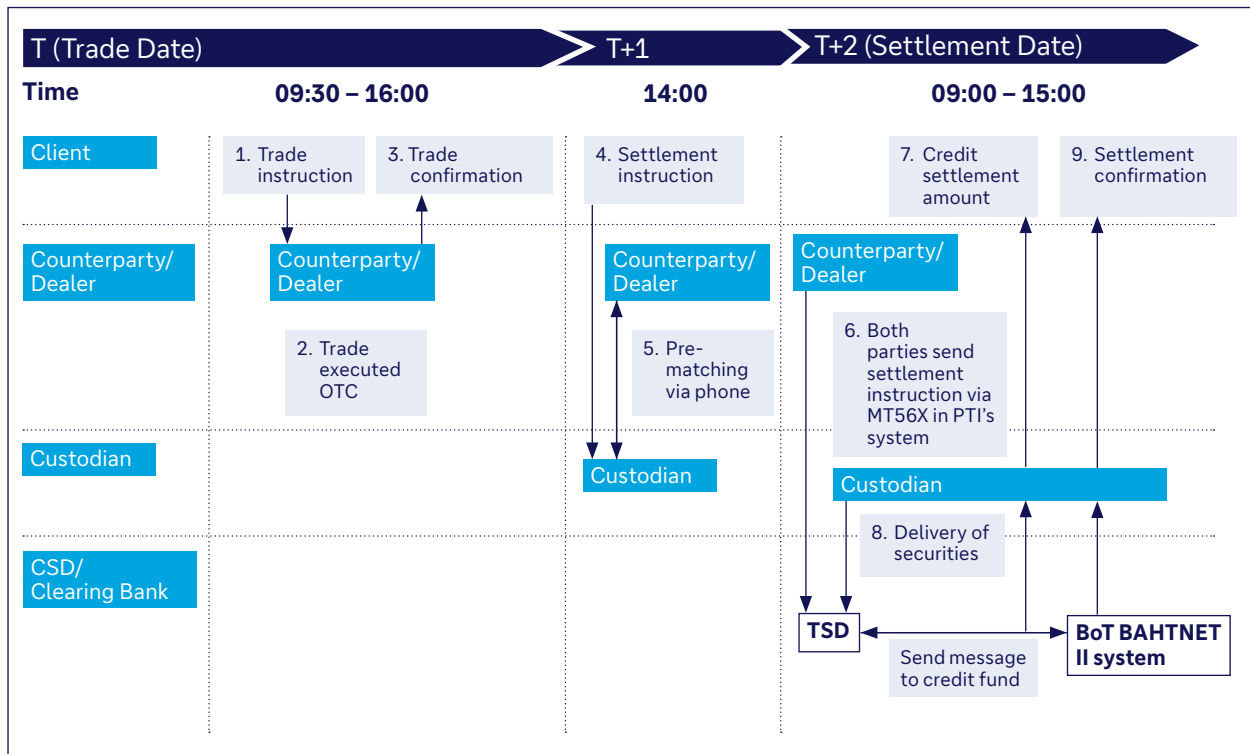 T (Trade Date)
T+1
T+2 (Settlement Date)
Time
09:30 – 16:00
14:00
09:00 – 15:00
Client
1. Trade
instruction
3. Trade
confirmation
4. Settlement
instruction
7. Credit
settlement
amount
9. Settlement
confirmation
Counterparty/
Dealer
Counterparty/
Dealer
Counterparty/
Dealer
Counterparty/
Dealer
2. Trade
executed
OTC
5. Pre-
matching
via phone
6. Both
parties send
settlement
instruction via
MT56X in PTI’s
system
Custodian
Custodian
Custodian
8. Delivery of
securities
CSD/
Clearing Bank
TSD
BoT BAHTNET
II system
Send message
to credit fund